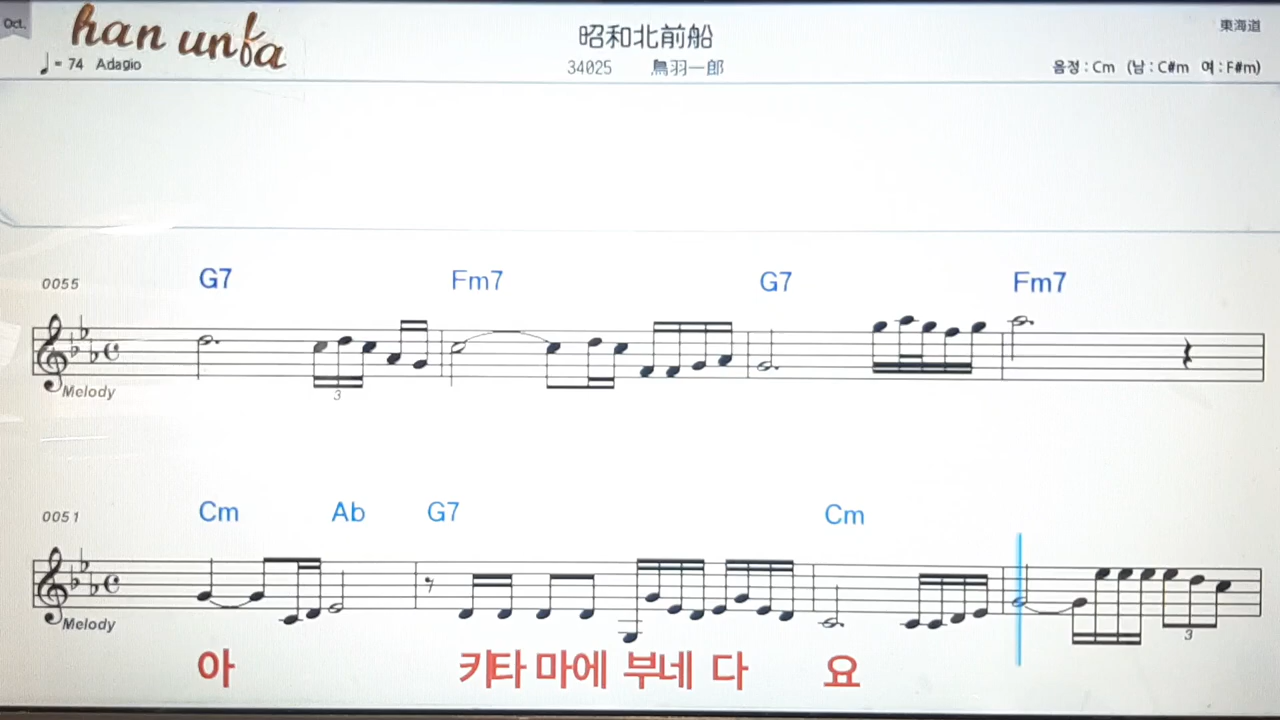 Oct.
han unfa
昭和北前船
東海道
♩= 74 Adagio
34025 鳥羽一郎
음정 : Cm (남 : C#m 여 : F#m)
0055
G7 Fm7 G7 Fm7
Melody
3
0051
Cm Ab G7 Cm
Melody
3
아 키타 마에 부네 다 요